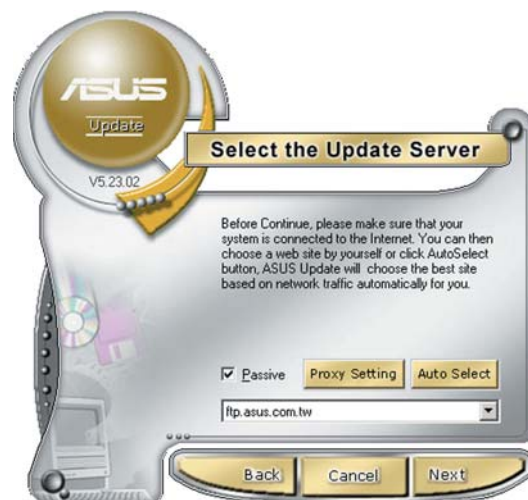 ASUS
Update
V5.23.02
Select the Update Server
Before Continue, please make sure that your
system is connected to the Internet. You can then
choose a web site by yourself or click AutoSelect
button, ASUS Update will choose the best site
based on network traffic automatically for you.
Passive
Proxy Setting
Auto Select
ftp.asus.com.tw
Back
Cancel
Next